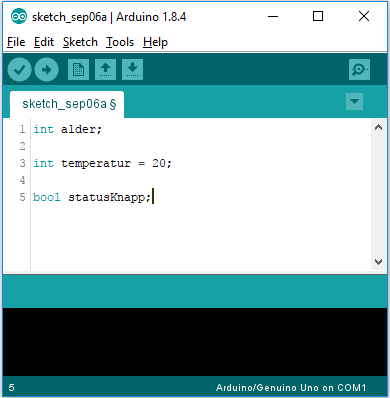 sketch_sep06a | Arduino 1.8.4
File Edit Sketch Tools Help
sketch_sep06a §
1 int alder;
2
3 int temperatur = 20;
4
5 bool statusKnapp;
5 Arduino/Genuino Uno on COM1